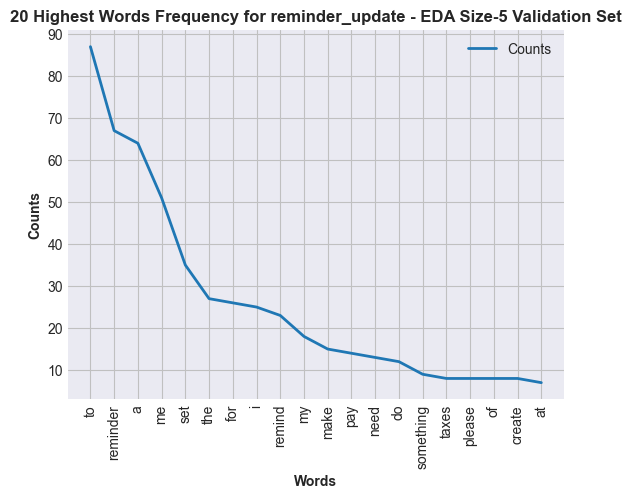 20 Highest Words Frequency for reminder_update - EDA Size-5 Validation Set
Counts
90
80
70
60
50
40
30
20
10
Counts
to
reminder
a
me
set
the
for
i
remind
my
make
pay
need
do
something
taxes
please
of
create
at
Words